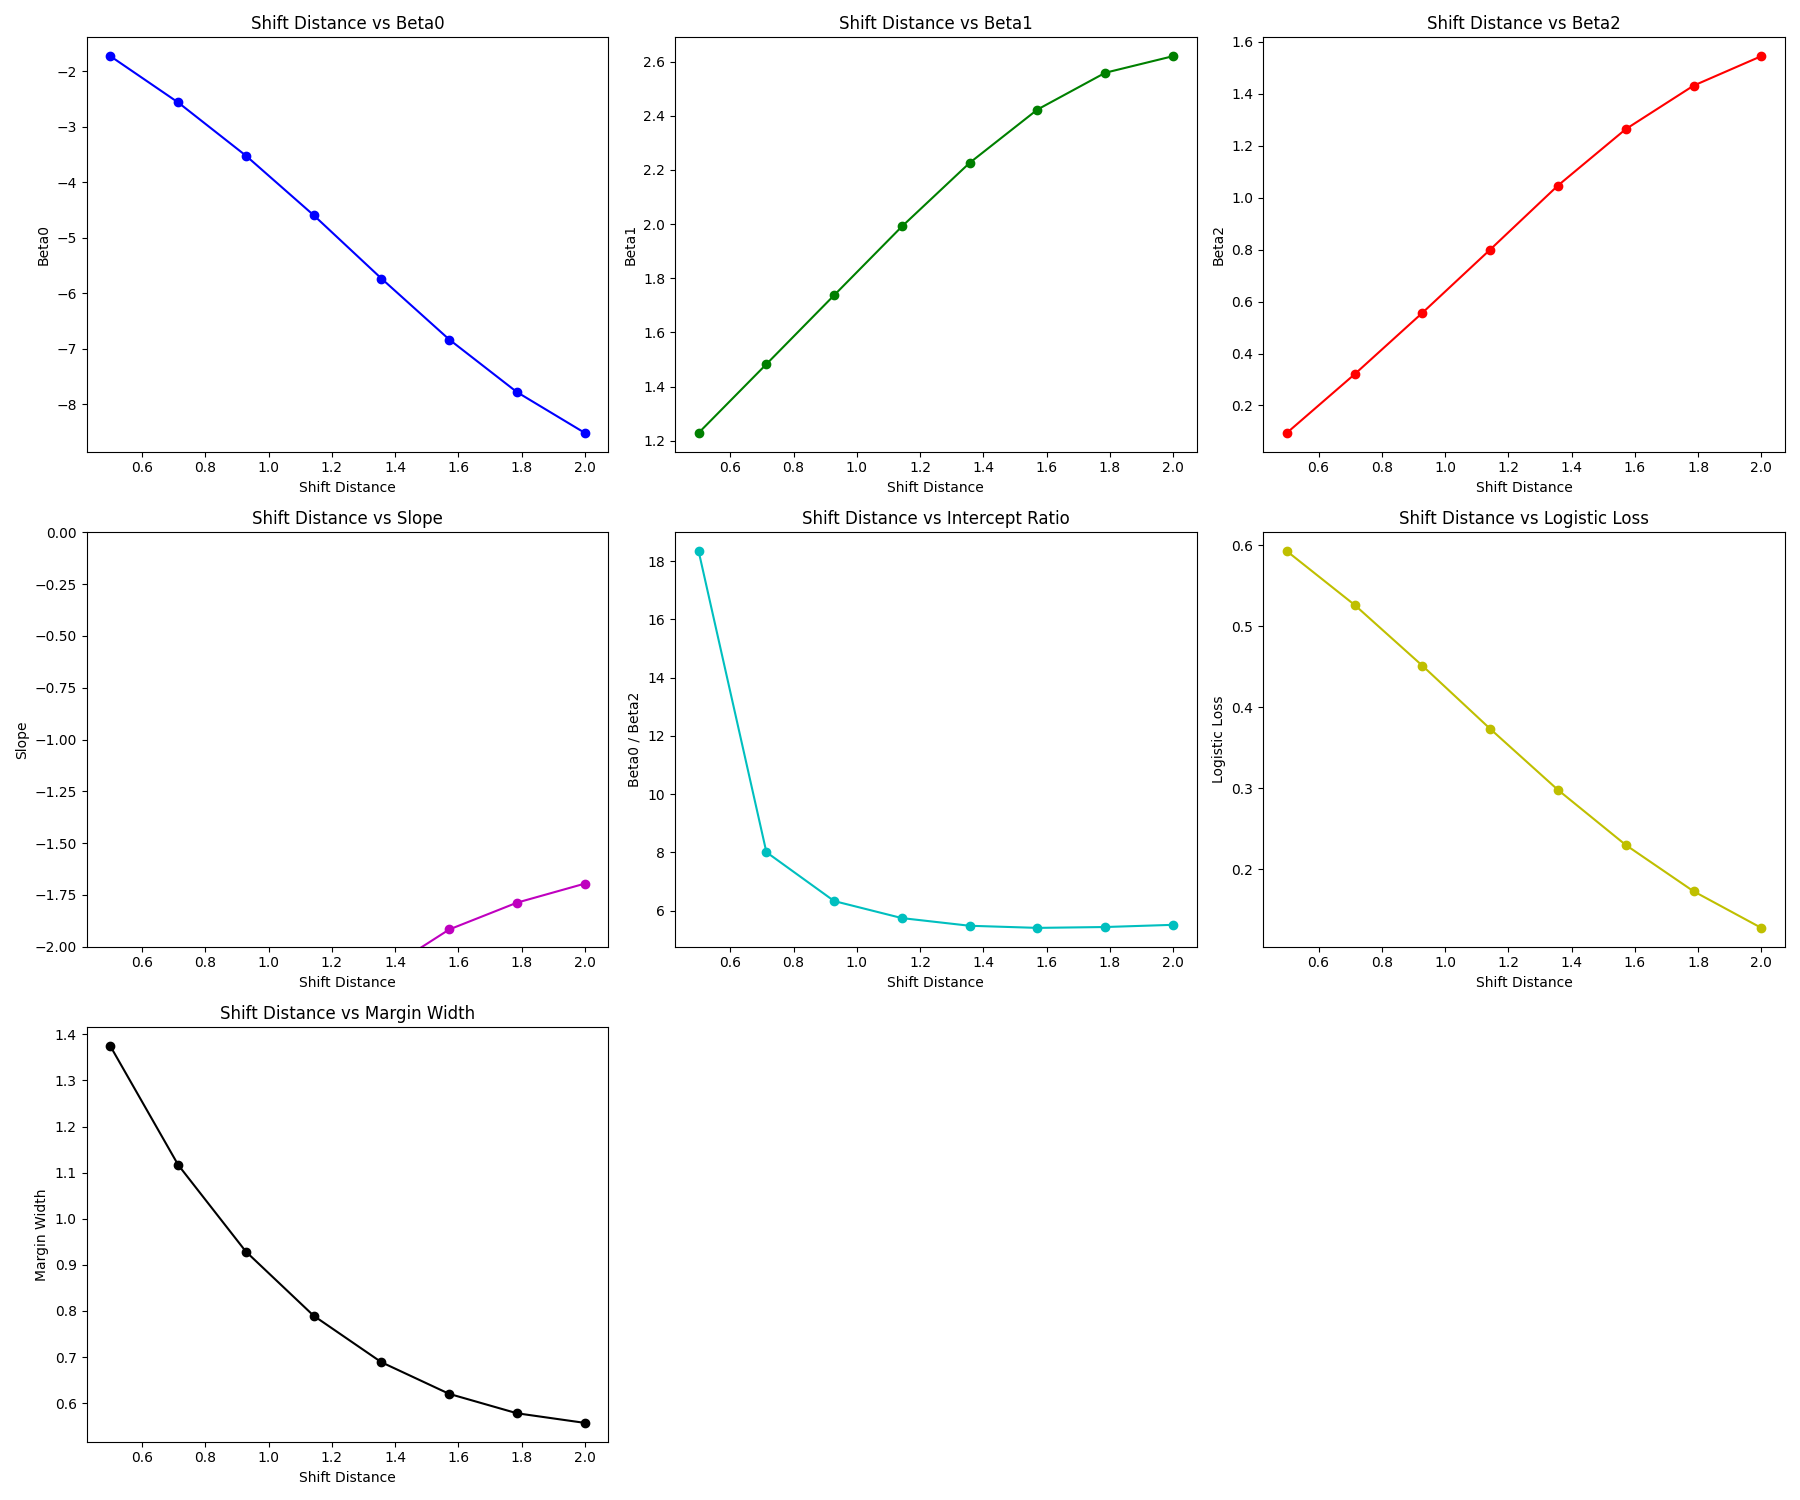 Shift Distance vs Beta0
Beta0
−2
−3
−4
−5
−6
−7
−8
0.6 0.8 1.0 1.2 1.4 1.6 1.8 2.0
Shift Distance
Shift Distance vs Beta1
Beta1
2.6
2.4
2.2
2.0
1.8
1.6
1.4
1.2
0.6 0.8 1.0 1.2 1.4 1.6 1.8 2.0
Shift Distance
Shift Distance vs Beta2
Beta2
1.6
1.4
1.2
1.0
0.8
0.6
0.4
0.2
0.6 0.8 1.0 1.2 1.4 1.6 1.8 2.0
Shift Distance
Shift Distance vs Slope
Slope
0.00
−0.25
−0.50
−0.75
−1.00
−1.25
−1.50
−1.75
−2.00
0.6 0.8 1.0 1.2 1.4 1.6 1.8 2.0
Shift Distance
Shift Distance vs Intercept Ratio
Beta0 / Beta2
18
16
14
12
10
8
6
0.6 0.8 1.0 1.2 1.4 1.6 1.8 2.0
Shift Distance
Shift Distance vs Logistic Loss
Logistic Loss
0.6
0.5
0.4
0.3
0.2
0.6 0.8 1.0 1.2 1.4 1.6 1.8 2.0
Shift Distance
Shift Distance vs Margin Width
Margin Width
1.4
1.3
1.2
1.1
1.0
0.9
0.8
0.7
0.6
0.6 0.8 1.0 1.2 1.4 1.6 1.8 2.0
Shift Distance